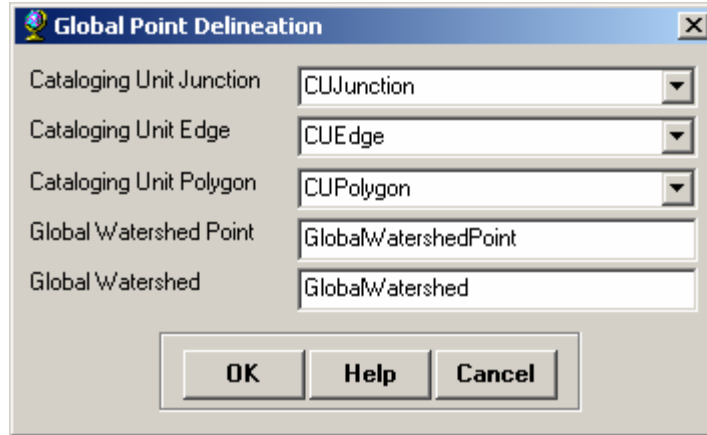 Global Point Delineation
Cataloging Unit Junction CUJunction
Cataloging Unit Edge CUEdge
Cataloging Unit Polygon CUPolygon
Global Watershed Point GlobalWatershedPoint
Global Watershed GlobalWatershed
OK Help Cancel